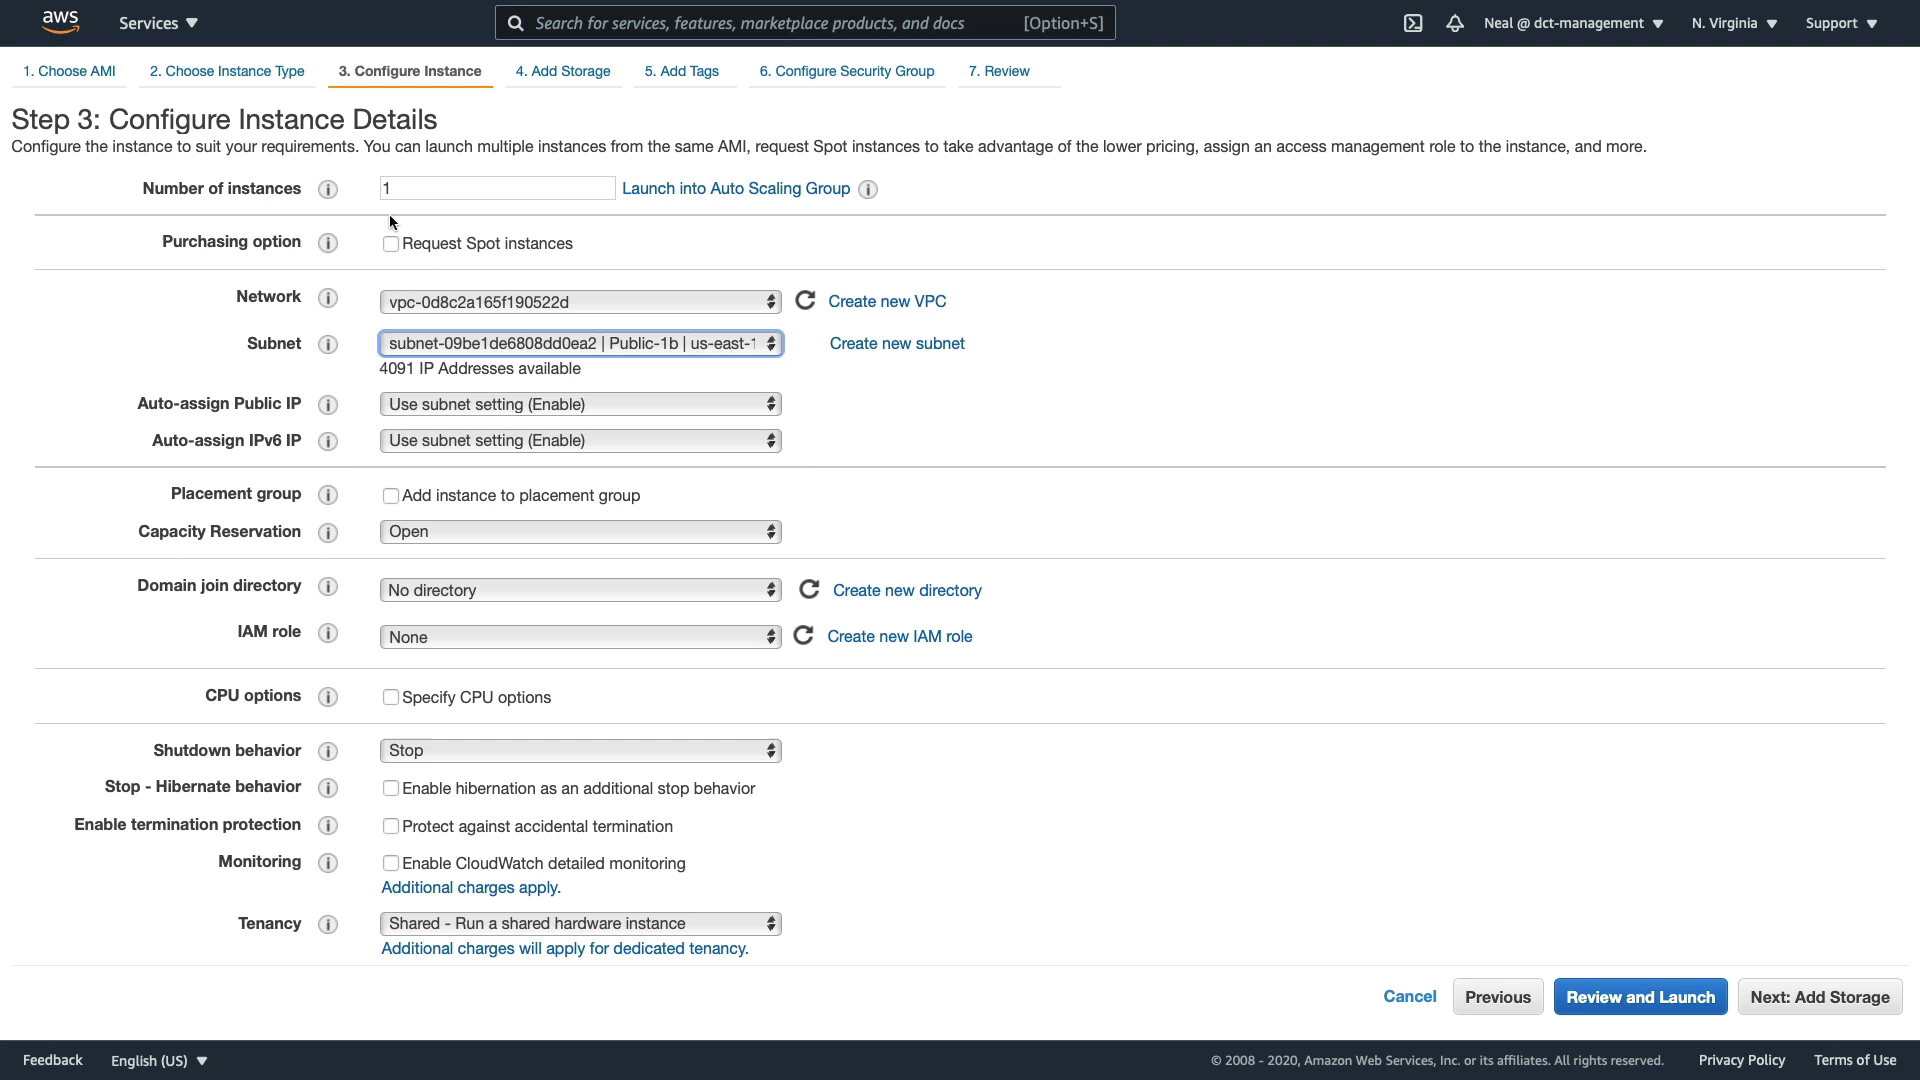 aws
Services
Search for services, features, marketplace products, and docs [Option+S]
Neal @ dct-management
N. Virginia
Support
1. Choose AMI
2. Choose Instance Type
3. Configure Instance
4. Add Storage
5. Add Tags
6. Configure Security Group
7. Review
Step 3: Configure Instance Details
Configure the instance to suit your requirements. You can launch multiple instances from the same AMI, request Spot instances to take advantage of the lower pricing, assign an access management role to the instance, and more.
Number of instances i 1 Launch into Auto Scaling Group i
Purchasing option i Request Spot instances
Network i vpc-0d8c2a165f190522d Create new VPC
Subnet i subnet-09be1de6808dd0ea2 | Public-1b | us-east-1 Create new subnet
4091 IP Addresses available
Auto-assign Public IP i Use subnet setting (Enable)
Auto-assign IPv6 IP i Use subnet setting (Enable)
Placement group i Add instance to placement group
Capacity Reservation i Open
Domain join directory i No directory Create new directory
IAM role i None Create new IAM role
CPU options i Specify CPU options
Shutdown behavior i Stop
Stop - Hibernate behavior i Enable hibernation as an additional stop behavior
Enable termination protection i Protect against accidental termination
Monitoring i Enable CloudWatch detailed monitoring
Additional charges apply.
Tenancy i Shared - Run a shared hardware instance
Additional charges will apply for dedicated tenancy.
Cancel Previous Review and Launch Next: Add Storage
Feedback English (US) © 2008 - 2020, Amazon Web Services, Inc. or its affiliates. All rights reserved. Privacy Policy Terms of Use